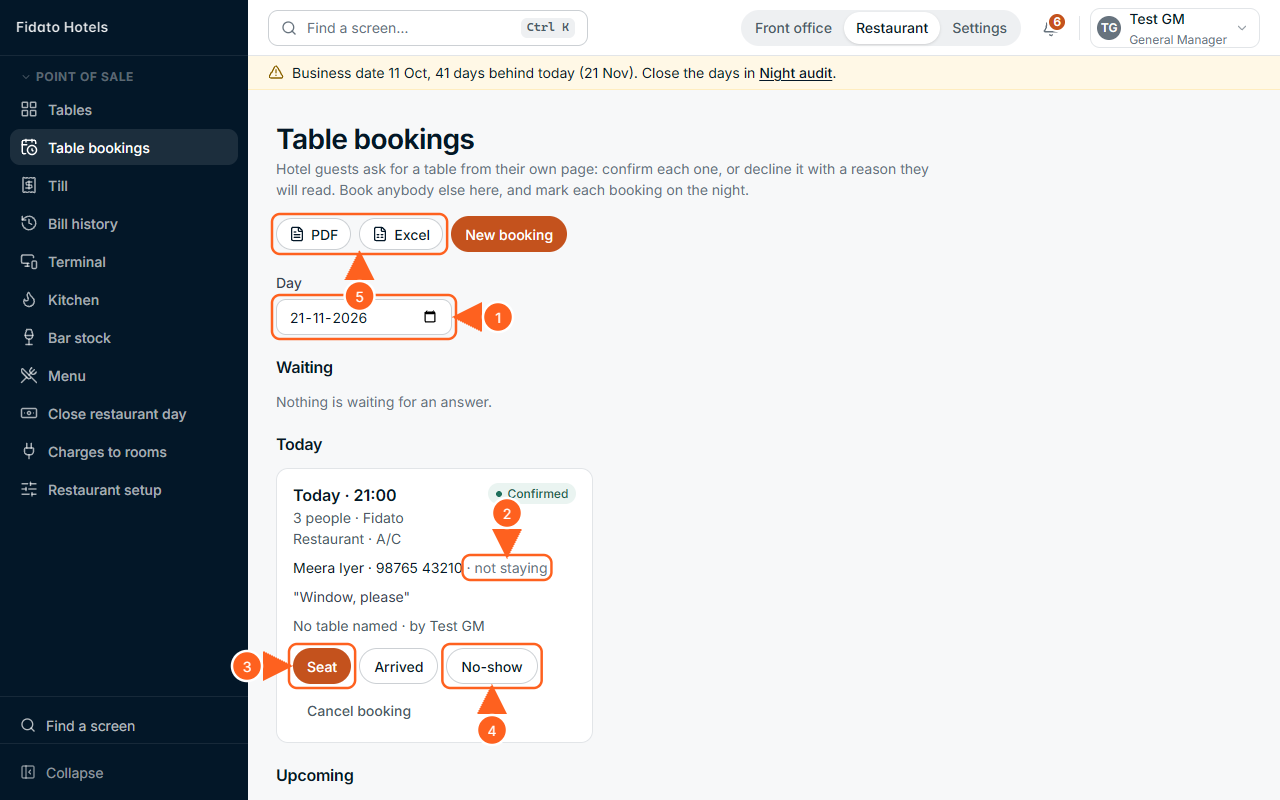 Fidato Hotels
Find a screen...
Ctrl K
Front office
Restaurant
Settings
6
TG
Test GM
General Manager
Business date 11 Oct, 41 days behind today (21 Nov). Close the days in Night audit.
POINT OF SALE
Tables
Table bookings
Till
Bill history
Terminal
Kitchen
Bar stock
Menu
Close restaurant day
Charges to rooms
Restaurant setup
Find a screen
Collapse
Table bookings
Hotel guests ask for a table from their own page: confirm each one, or decline it with a reason they
will read. Book anybody else here, and mark each booking on the night.
PDF
Excel
New booking
5
Day
21-11-2026
1
Waiting
Nothing is waiting for an answer.
Today
Today · 21:00
Confirmed
2
3 people · Fidato
Restaurant · A/C
Meera Iyer · 98765 43210 · not staying
"Window, please"
No table named · by Test GM
3
Seat
Arrived
No-show
4
Cancel booking
Upcoming